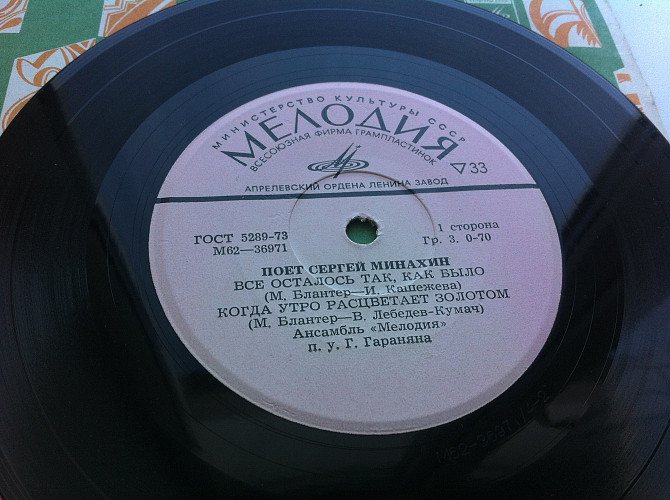 МИНИСТЕРСТВО КУЛЬТУРЫ СССР
МЕЛОДИЯ
ВСЕСОЮЗНАЯ ФИРМА ГРАМПЛАСТИНОК
33
АПРЕЛЕВСКИЙ ОРДЕНА ЛЕНИНА ЗАВОД
ГОСТ 5289-73
М62—36971
1 сторона
Гр. 3. 0-70
ПОЕТ СЕРГЕЙ МИНАХИН
ВСЕ ОСТАЛОСЬ ТАК, КАК БЫЛО
(М. Блантер—И. Кашежева)
КОГДА УТРО РАСЦВЕТАЕТ ЗОЛОТОМ
(М. Блантер—В. Лебедев-Кумач)
Ансамбль «Мелодия»
п. у. Г. Гараняна